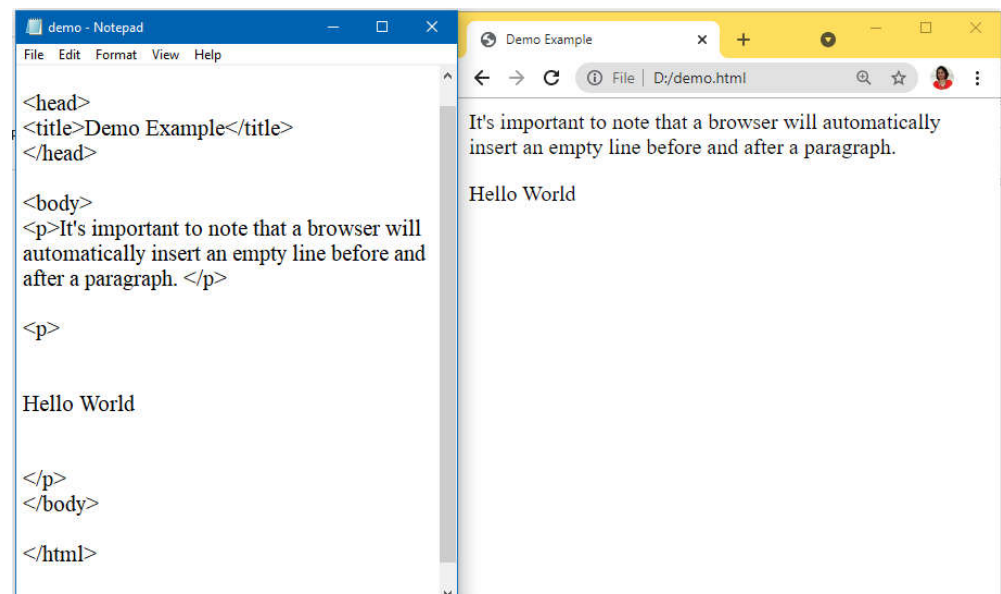 demo - Notepad
File Edit Format View Help
<head>
<title>Demo Example</title>
</head>
<body>
<p>It's important to note that a browser will
automatically insert an empty line before and
after a paragraph. </p>
<p>
Hello World
</p>
</body>
</html>
Demo Example
File | D:/demo.html
It's important to note that a browser will automatically
insert an empty line before and after a paragraph.
Hello World